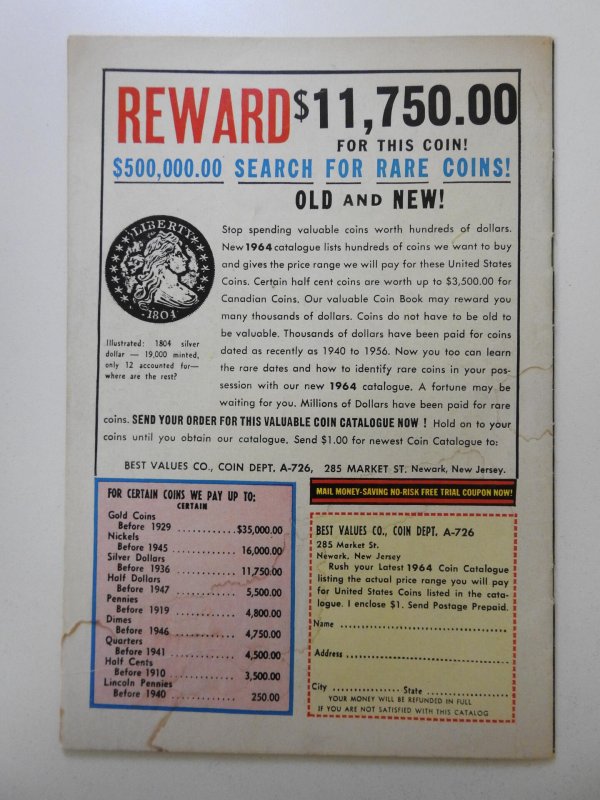 REWARD $11,750.00
FOR THIS COIN!
$500,000.00 SEARCH FOR RARE COINS!
OLD AND NEW!
LIBERTY
1804
Illustrated: 1804 silver
dollar — 19,000 minted,
only 12 accounted for—
where are the rest?
Stop spending valuable coins worth hundreds of dollars.
New 1964 catalogue lists hundreds of coins we want to buy
and gives the price range we will pay for these United States
Coins. Certain half cent coins are worth up to $3,500.00 for
Canadian Coins. Our valuable Coin Book may reward you
many thousands of dollars. Coins do not have to be old to
be valuable. Thousands of dollars have been paid for coins
dated as recently as 1940 to 1956. Now you too can learn
the rare dates and how to identify rare coins in your pos-
session with our new 1964 catalogue. A fortune may be
waiting for you. Millions of Dollars have been paid for rare
coins. SEND YOUR ORDER FOR THIS VALUABLE COIN CATALOGUE NOW ! Hold on to your
coins until you obtain our catalogue. Send $1.00 for newest Coin Catalogue to:
BEST VALUES CO., COIN DEPT. A-726, 285 MARKET ST. Newark, New Jersey.
FOR CERTAIN COINS WE PAY UP TO:
CERTAIN
Gold Coins
Before 1929 ..............$35,000.00
Nickels
Before 1945 .............. 16,000.00
Silver Dollars
Before 1936 .............. 11,750.00
Half Dollars
Before 1947 .............. 5,500.00
Pennies
Before 1919 .............. 4,800.00
Dimes
Before 1946 .............. 4,750.00
Quarters
Before 1941 .............. 4,500.00
Half Cents
Before 1910 .............. 3,500.00
Lincoln Pennies
Before 1940 .............. 250.00
MAIL MONEY-SAVING NO-RISK FREE TRIAL COUPON NOW!
BEST VALUES CO., COIN DEPT. A-726
285 Market St.
Newark, New Jersey
Rush your Latest 1964 Coin Catalogue
listing the actual price range you will pay
for United States Coins listed in the cata-
logue. I enclose $1. Send Postage Prepaid.
Name ..............................
Address ..............................
City .................. State ..................
YOUR MONEY WILL BE REFUNDED IN FULL
IF YOU ARE NOT SATISFIED WITH THIS CATALOG